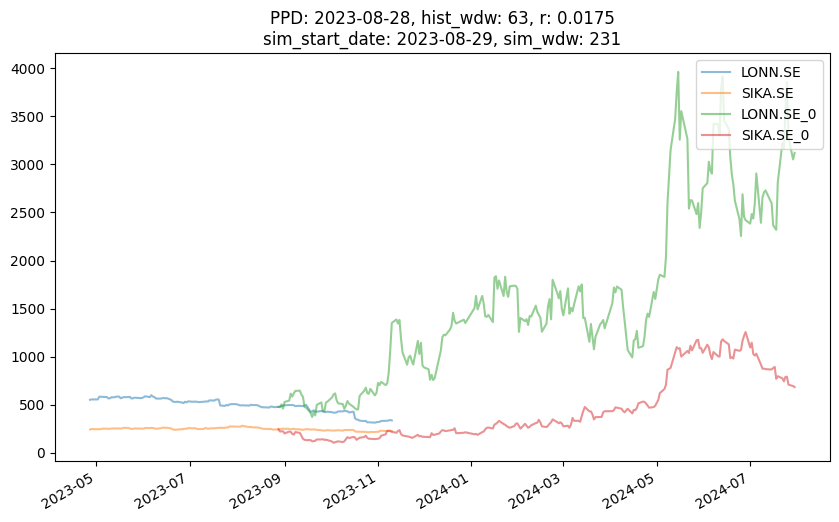 PPD: 2023-08-28, hist_wdw: 63, r: 0.0175
sim_start_date: 2023-08-29, sim_wdw: 231
4000
3500
3000
2500
2000
1500
1000
500
0
LONN.SE
SIKA.SE
LONN.SE_0
SIKA.SE_0
2023-05
2023-07
2023-09
2023-11
2024-01
2024-03
2024-05
2024-07